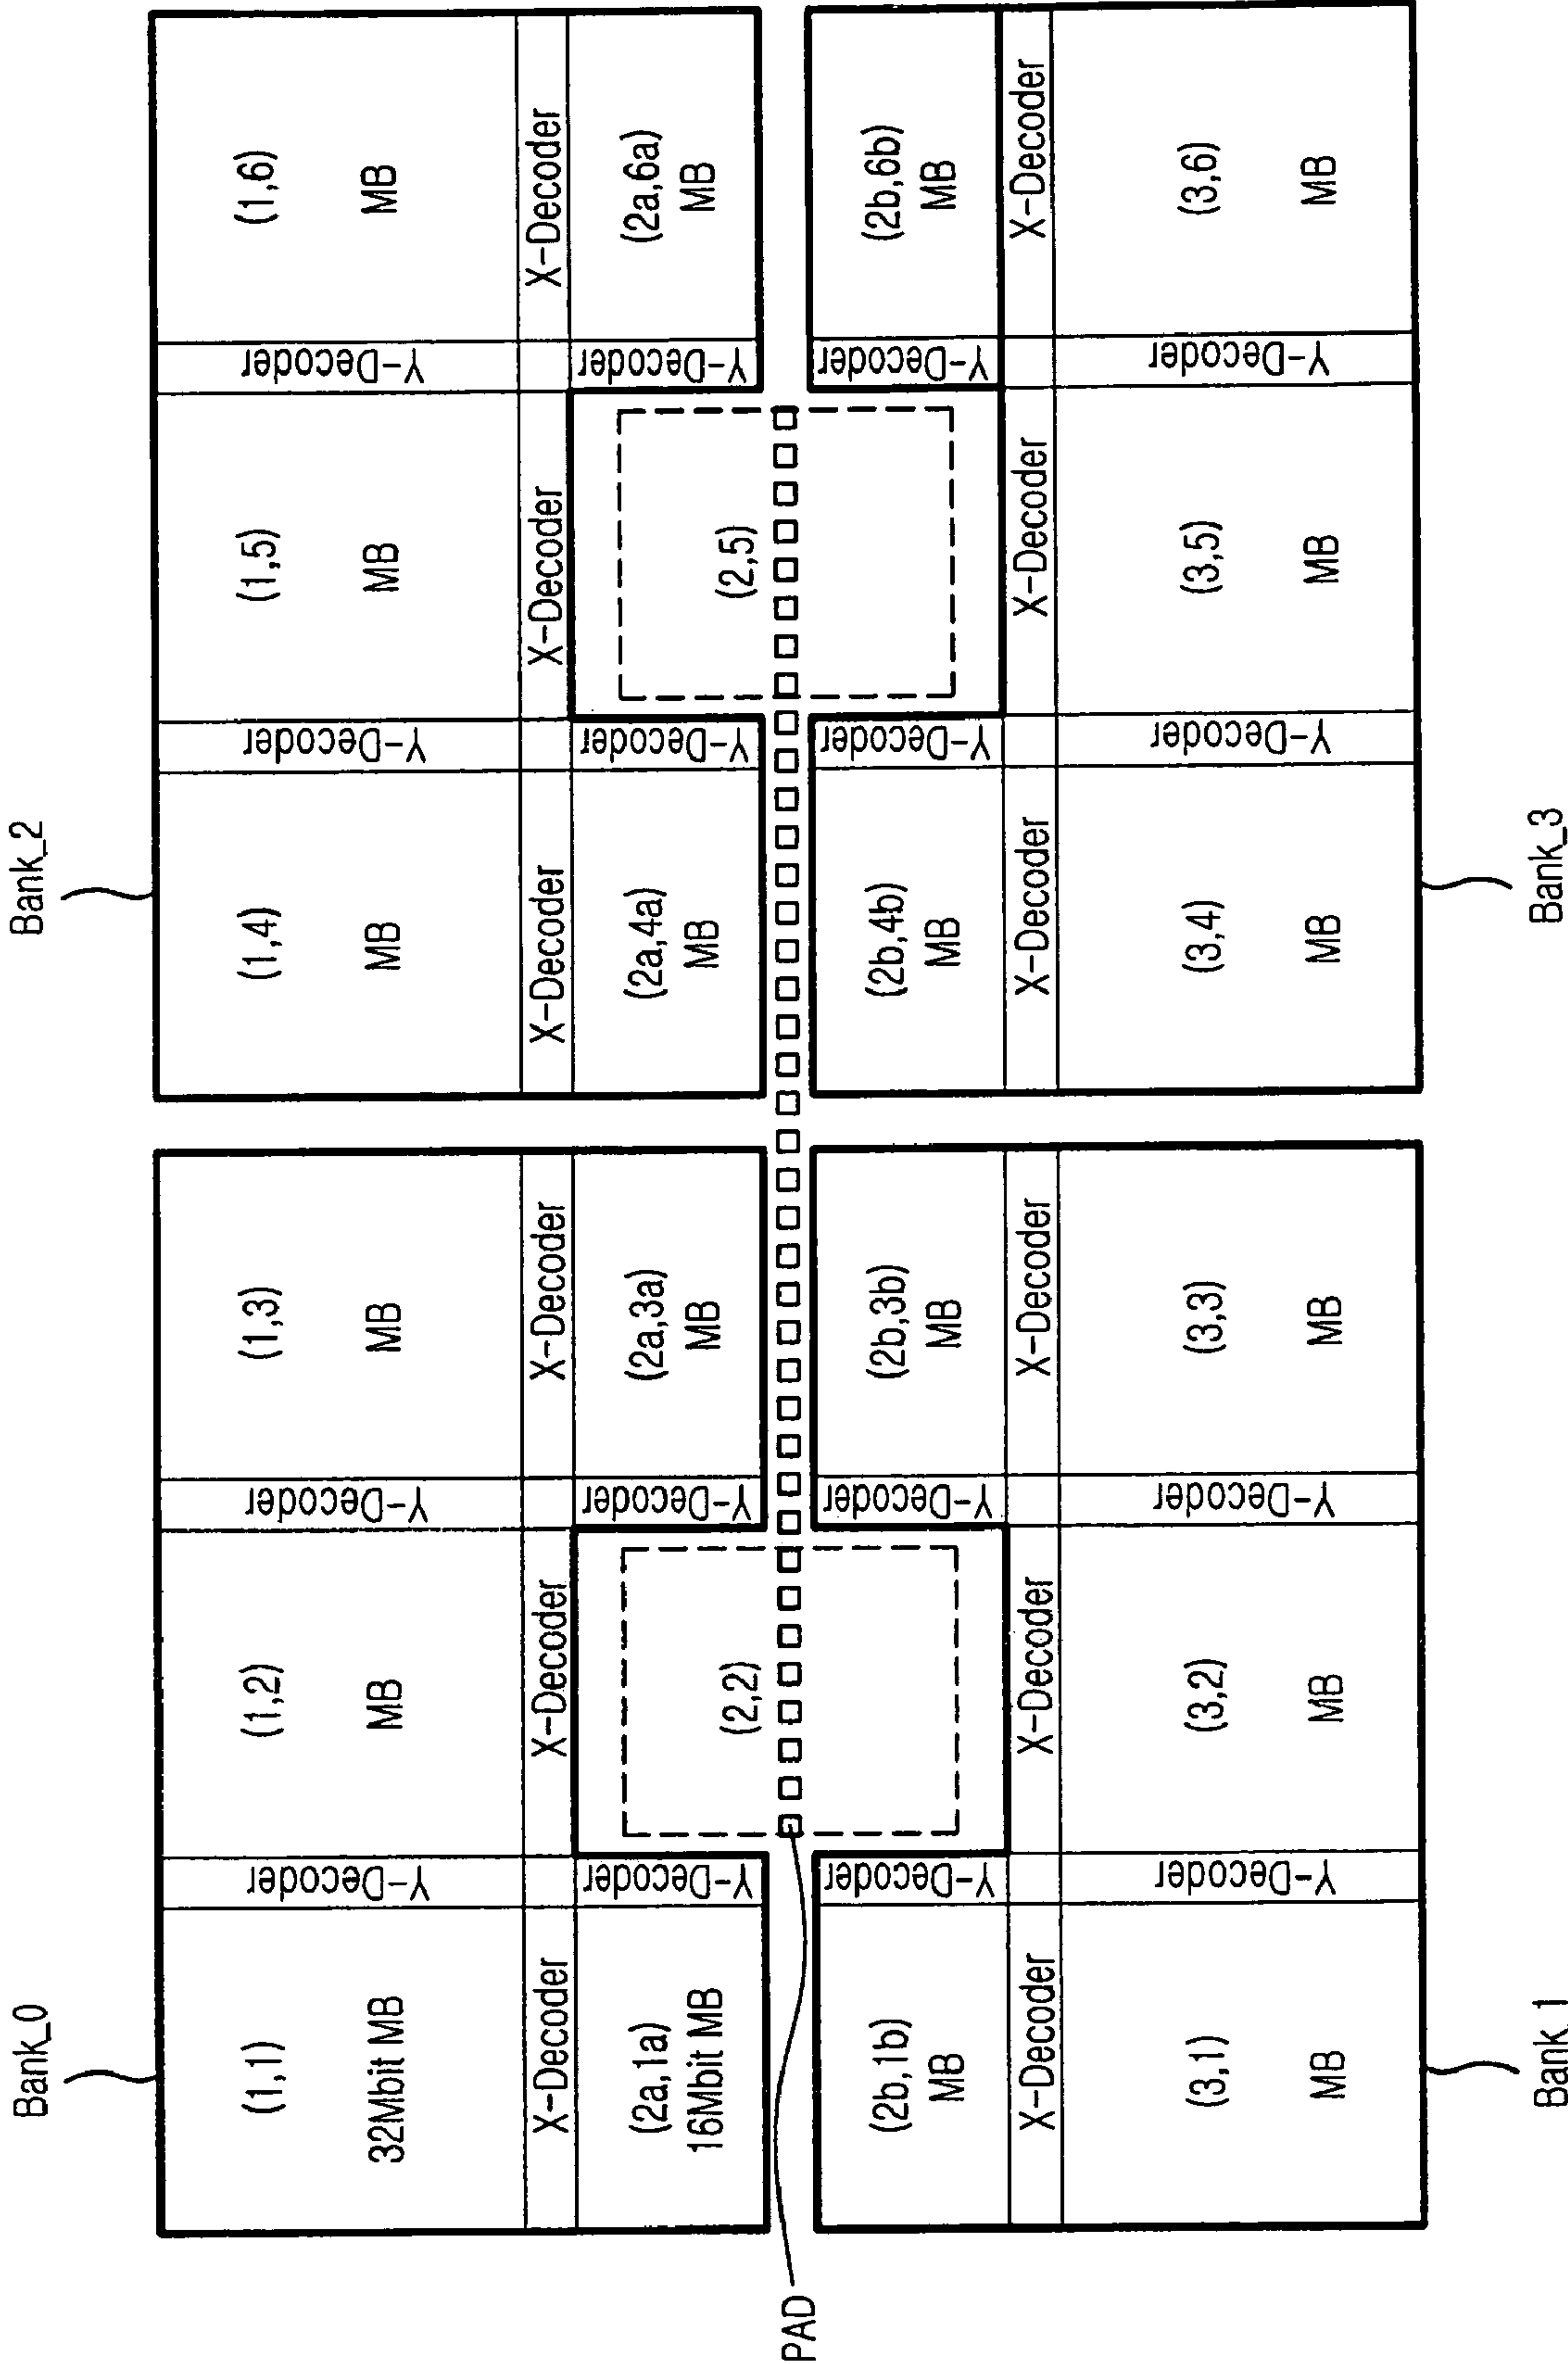 Bank_0
Bank_2
(1,1)
32Mbit MB
Y-Decoder
(1,2)
MB
Y-Decoder
(1,3)
MB
(1,4)
MB
Y-Decoder
(1,5)
MB
Y-Decoder
(1,6)
MB
X-Decoder
X-Decoder
X-Decoder
X-Decoder
X-Decoder
X-Decoder
(2a,1a)
16Mbit MB
Y-Decoder
(2,2)
Y-Decoder
(2a,3a)
MB
(2a,4a)
MB
Y-Decoder
(2,5)
Y-Decoder
(2a,6a)
MB
PAD
(2b,1b)
MB
Y-Decoder
Y-Decoder
(2b,3b)
MB
(2b,4b)
MB
Y-Decoder
Y-Decoder
(2b,6b)
MB
X-Decoder
X-Decoder
X-Decoder
X-Decoder
X-Decoder
X-Decoder
(3,1)
MB
Y-Decoder
(3,2)
MB
Y-Decoder
(3,3)
MB
(3,4)
MB
Y-Decoder
(3,5)
MB
Y-Decoder
(3,6)
MB
Bank_1
Bank_3